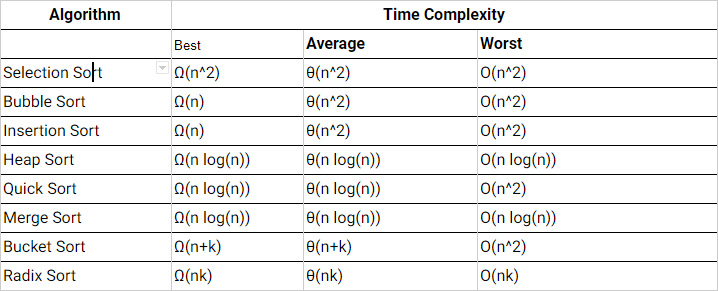 Algorithm Time Complexity
Best Average Worst
Selection Sort Ω(n^2) θ(n^2) O(n^2)
Bubble Sort Ω(n) θ(n^2) O(n^2)
Insertion Sort Ω(n) θ(n^2) O(n^2)
Heap Sort Ω(n log(n)) θ(n log(n)) O(n log(n))
Quick Sort Ω(n log(n)) θ(n log(n)) O(n^2)
Merge Sort Ω(n log(n)) θ(n log(n)) O(n log(n))
Bucket Sort Ω(n+k) θ(n+k) O(n^2)
Radix Sort Ω(nk) θ(nk) O(nk)